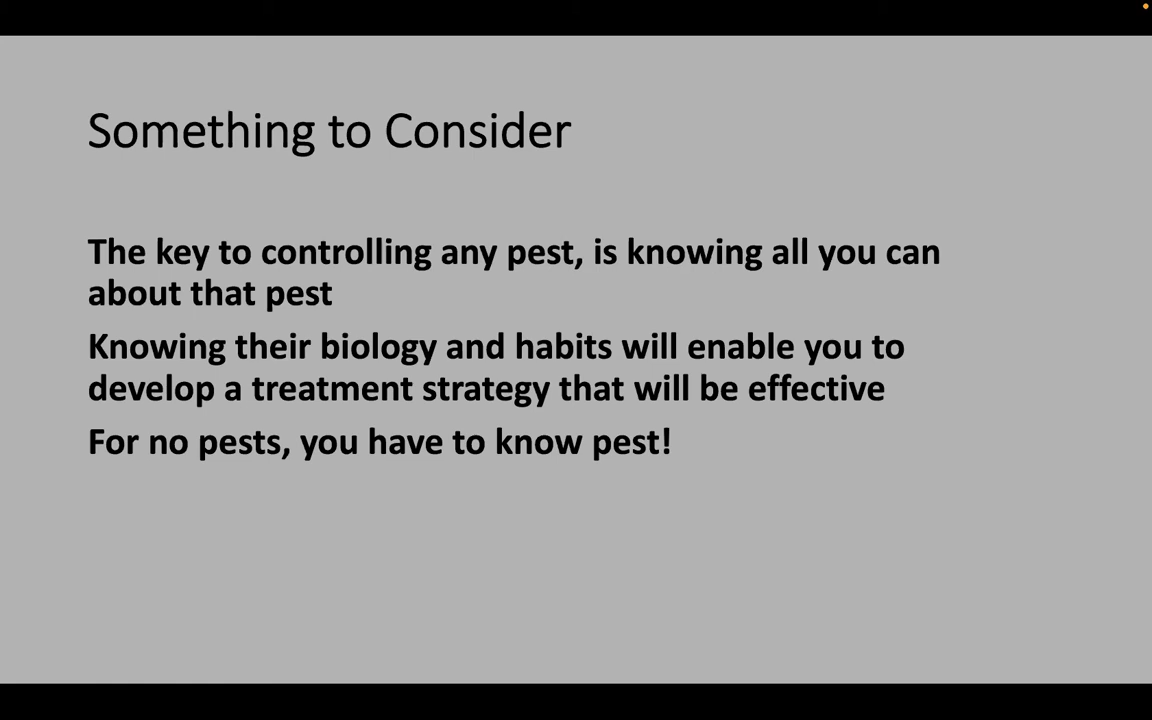 Something to Consider
The key to controlling any pest, is knowing all you can
about that pest
Knowing their biology and habits will enable you to
develop a treatment strategy that will be effective
For no pests, you have to know pest!